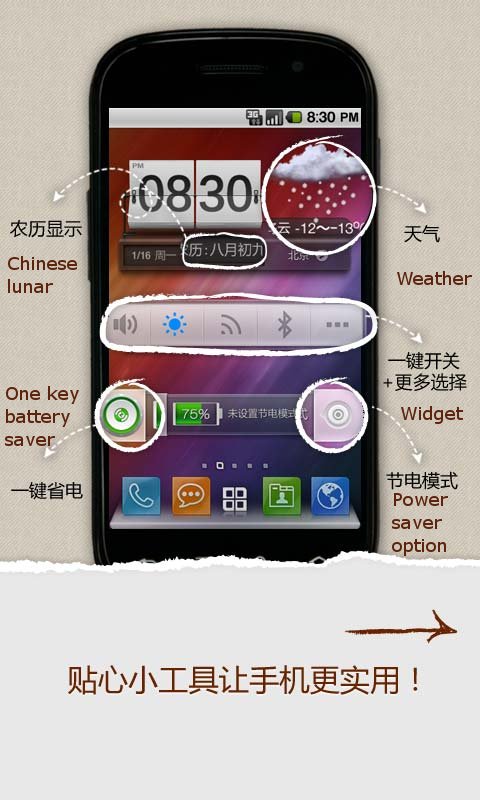 8:30 PM
PM
08 30
云 -12～-13°
农历：八月初九
1/16 周一
北京
农历显示
Chinese
lunar
天气
Weather
一键开关
+更多选择
Widget
One key
battery
saver
75%
未设置节电模式
一键省电
节电模式
Power
saver
option
贴心小工具让手机更实用！